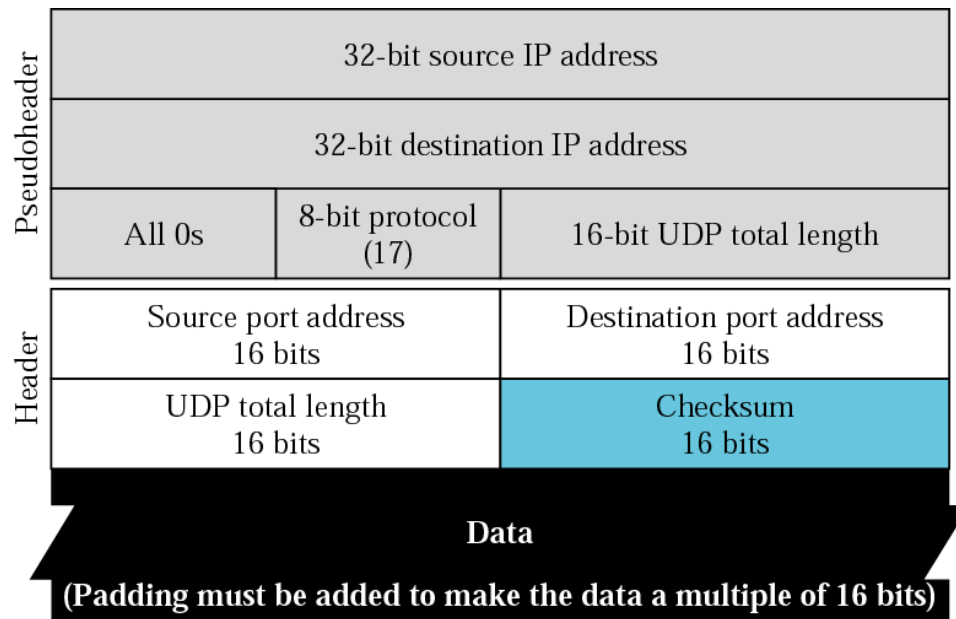 Pseudoheader
32-bit source IP address
32-bit destination IP address
All 0s
8-bit protocol
(17)
16-bit UDP total length
Header
Source port address
16 bits
Destination port address
16 bits
UDP total length
16 bits
Checksum
16 bits
Data
(Padding must be added to make the data a multiple of 16 bits)